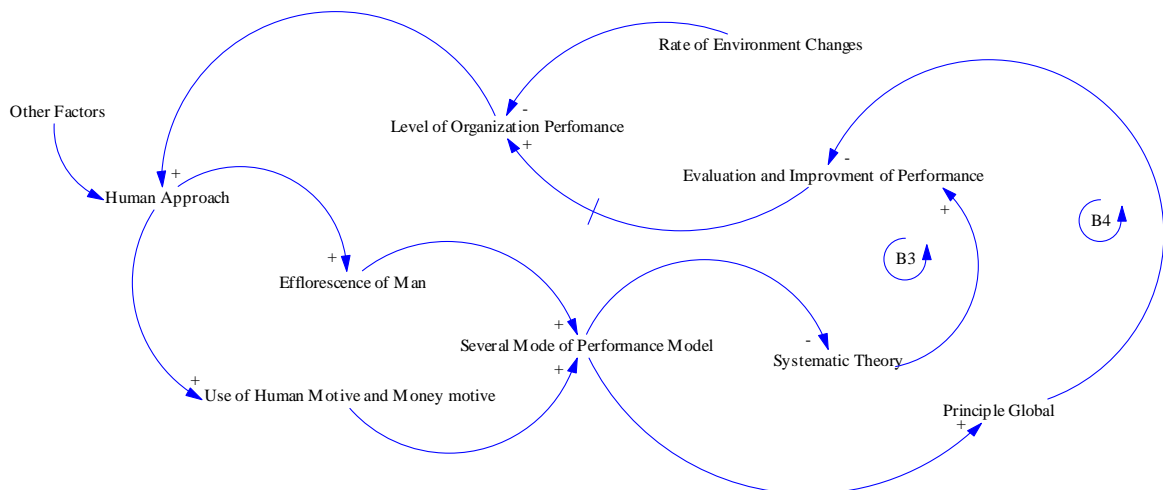 Rate of Environment Changes
Other Factors
-
Level of Organization Perfomance
+
-
+
Evaluation and Improvment of Performance
Human Approach
+
B4
B3
+
Efflorescence of Man
+
Several Mode of Performance Model
-
Systematic Theory
+
+
Use of Human Motive and Money motive
Principle Global
+